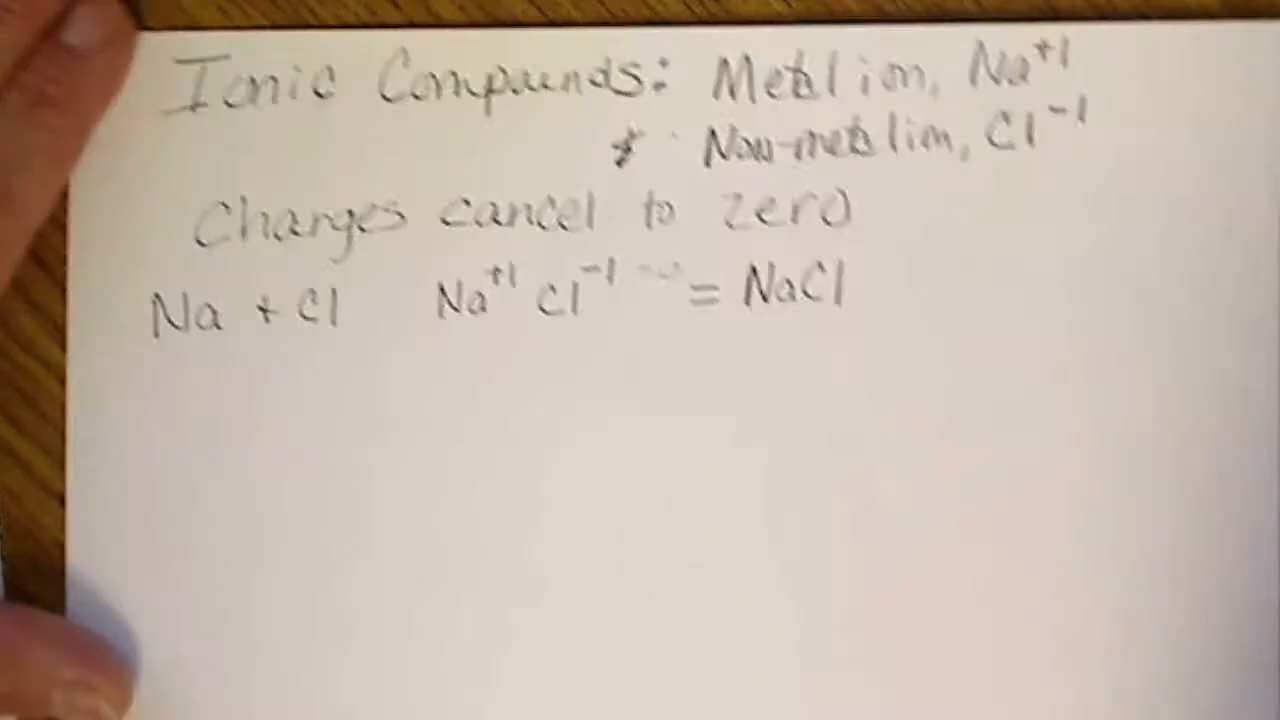 Ionic Compounds: Metal ion, Na⁺¹
& Non-metal ion, Cl⁻¹
Charges cancel to zero
Na + Cl Na⁺¹ Cl⁻¹ = NaCl